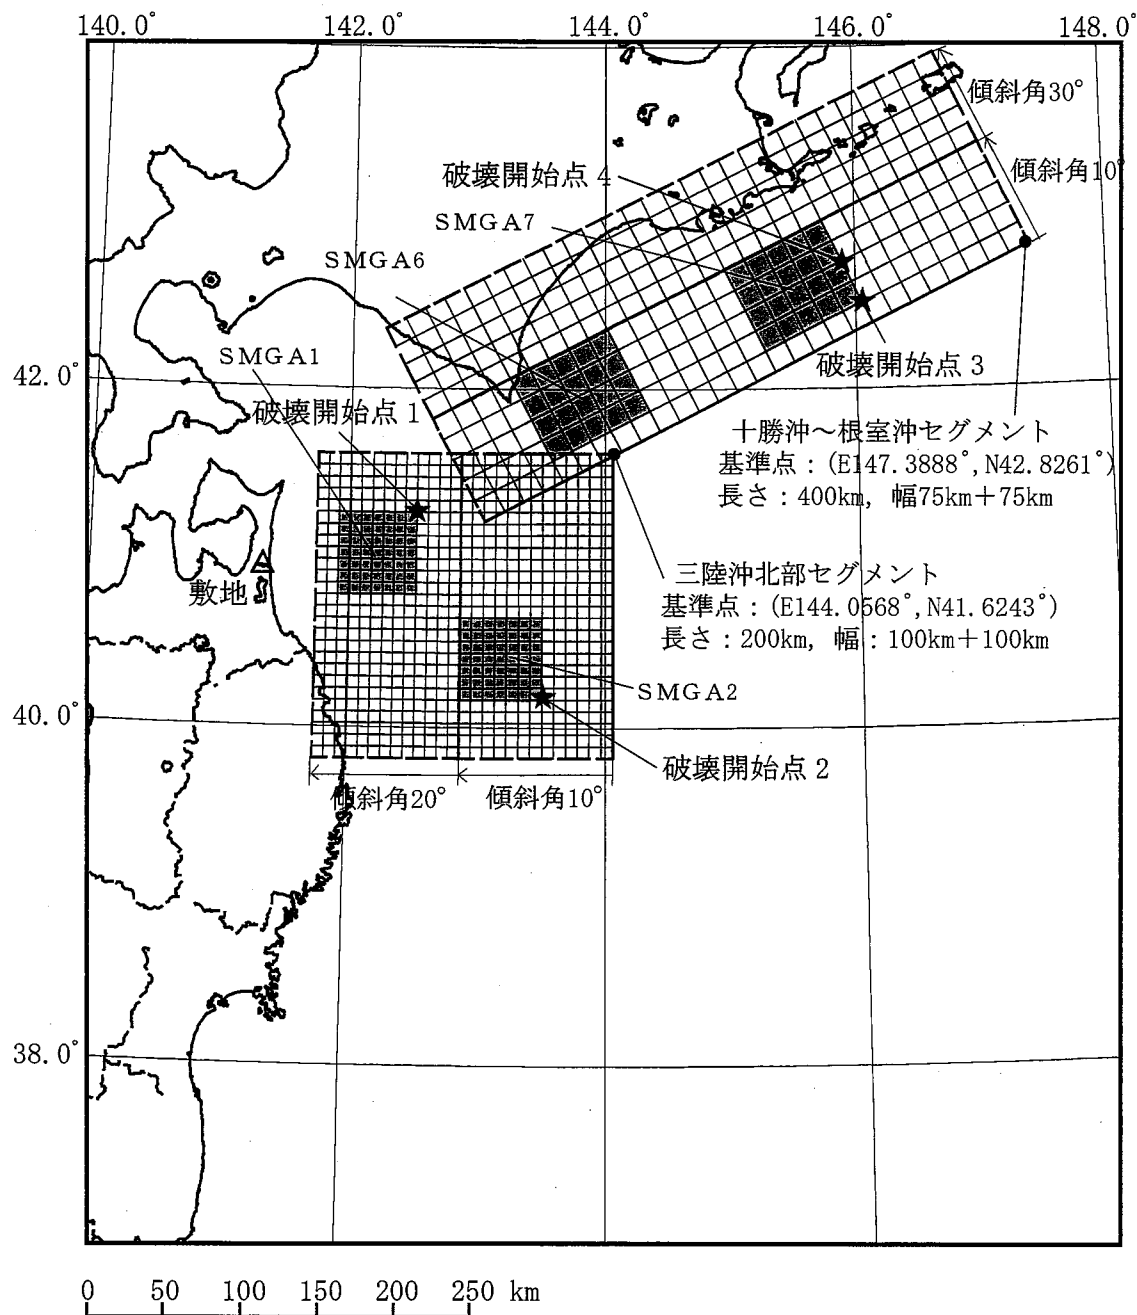 140.0°
142.0°
144.0°
146.0°
148.0°
傾斜角30°
傾斜角10°
破壊開始点4
SMGA7
SMGA6
SMGA1
42.0°
破壊開始点3
破壊開始点1
十勝沖~根室沖セグメント
基準点:(E147.3888°,N42.8261°)
長さ:400km, 幅75km+75km
敷地
三陸沖北部セグメント
基準点:(E144.0568°,N41.6243°)
長さ:200km, 幅:100km+100km
SMGA2
40.0°
破壊開始点2
傾斜角20°
傾斜角10°
38.0°
0 50 100 150 200 250 km